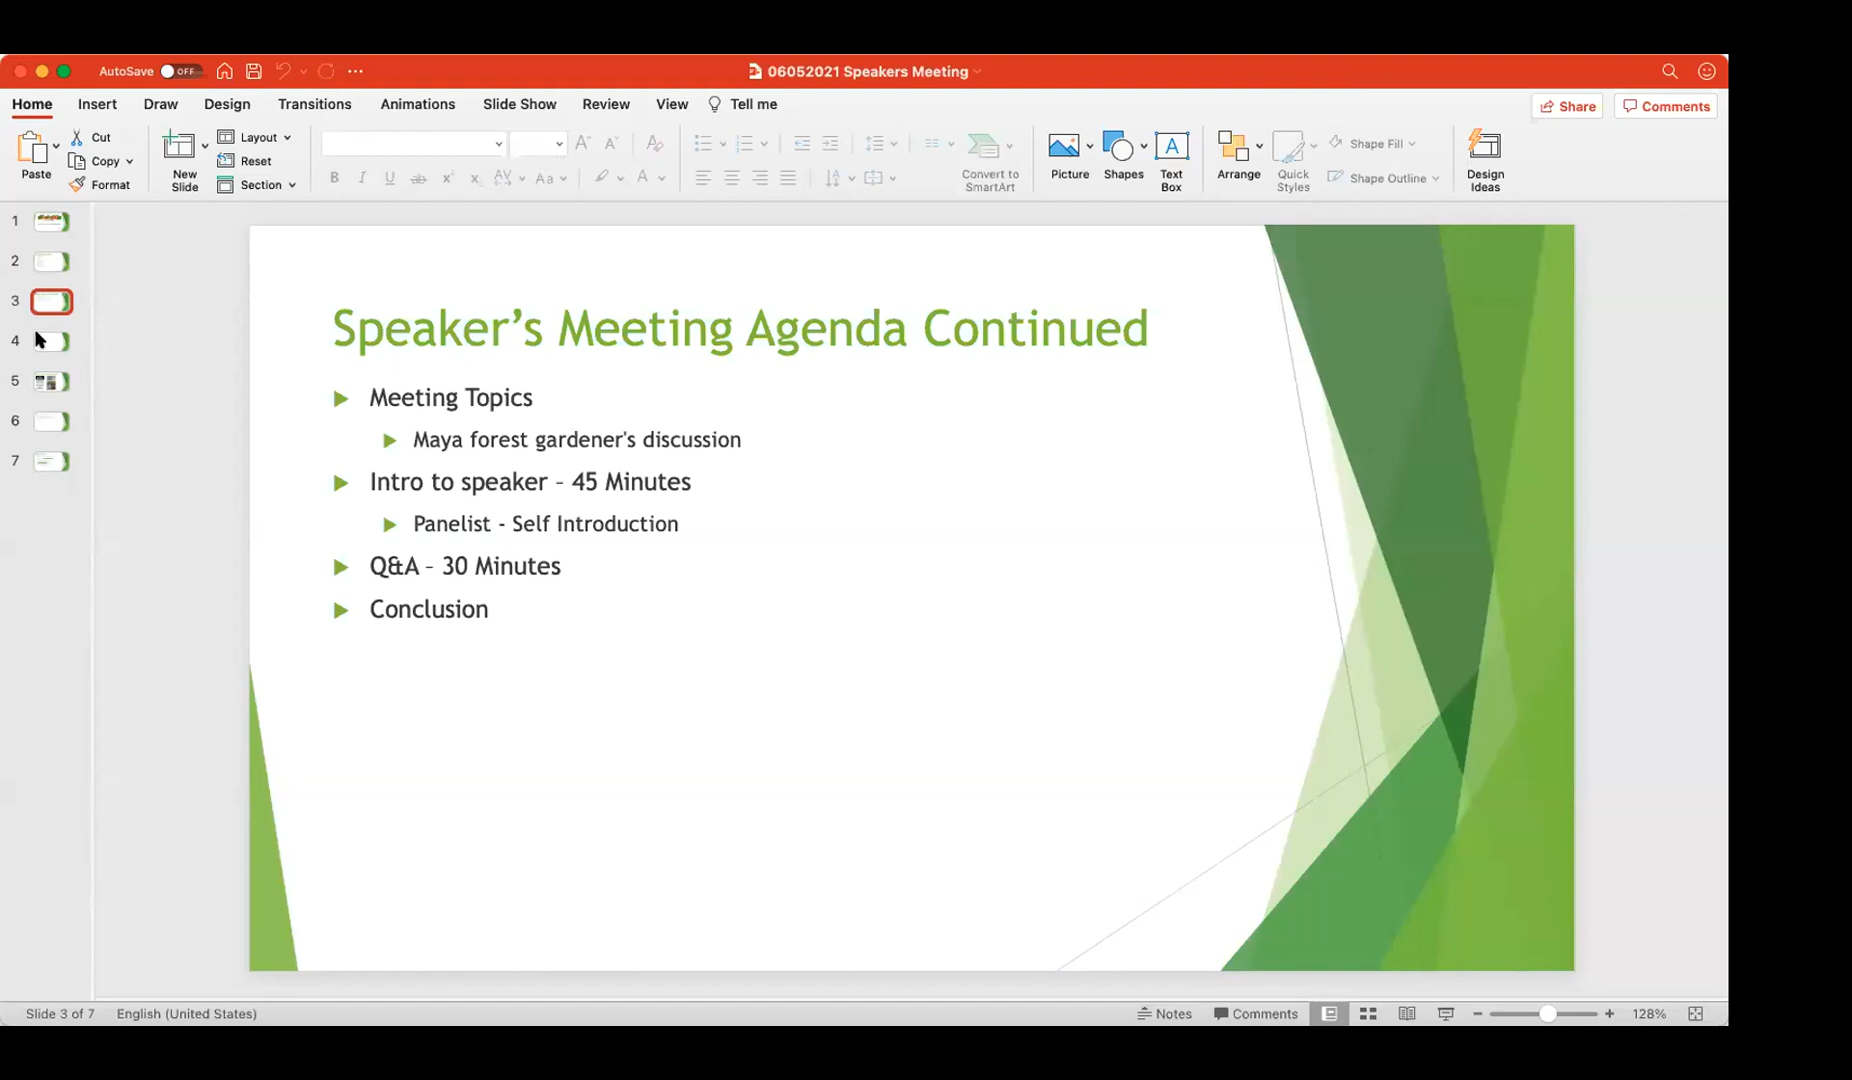 AutoSave OFF
06052021 Speakers Meeting
Home Insert Draw Design Transitions Animations Slide Show Review View Tell me Share Comments
Paste Cut Copy Format
New Slide Layout Reset Section
Convert to SmartArt
Picture Shapes Text Box
Arrange Quick Styles Shape Fill Shape Outline
Design Ideas
1
2
3
4
5
6
7
Speaker’s Meeting Agenda Continued
Meeting Topics
Maya forest gardener's discussion
Intro to speaker – 45 Minutes
Panelist - Self Introduction
Q&A – 30 Minutes
Conclusion
Slide 3 of 7 English (United States) Notes Comments 128%